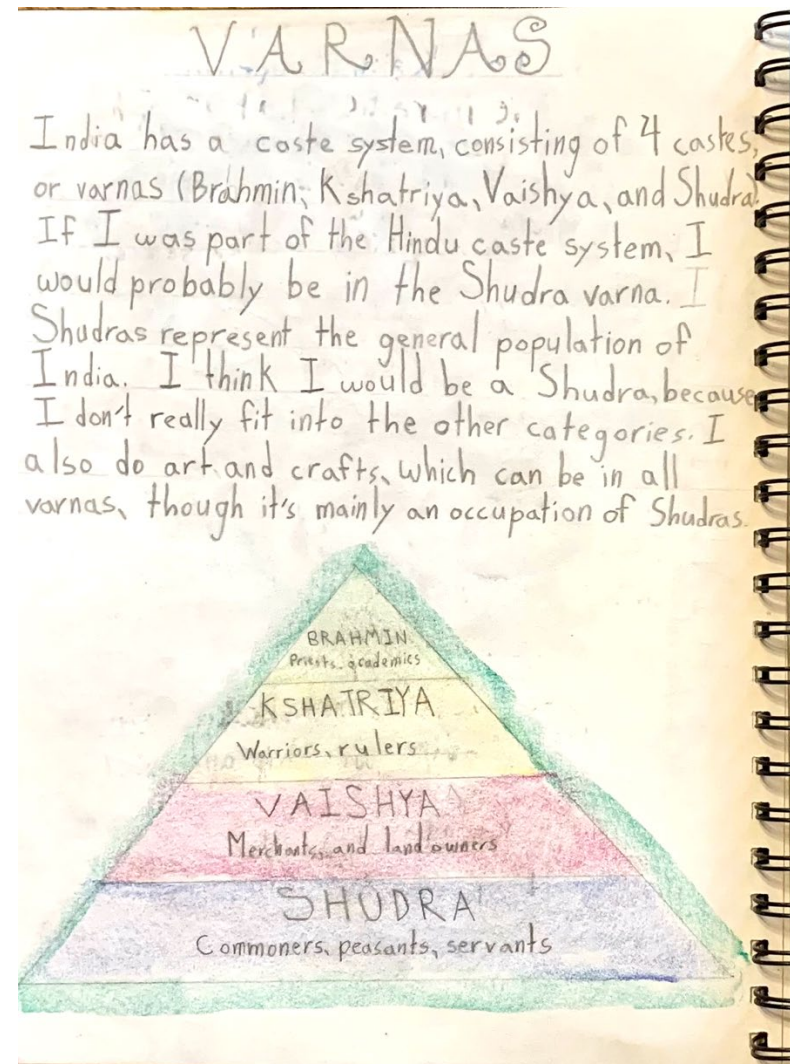 VARNAS
India has a caste system, consisting of 4 castes,
or varnas (Brahmin, Kshatriya, Vaishya, and Shudra).
If I was part of the Hindu caste system, I
would probably be in the Shudra varna. I
Shudras represent the general population of
India. I think I would be a Shudra, because
I don't really fit into the other categories. I
also do art and crafts, which can be in all
varnas, though it's mainly an occupation of Shudras.
BRAHMIN
Priests, academics
KSHATRIYA
Warriors, rulers
VAISHYA
Merchants, and landowners
SHUDRA
Commoners, peasants, servants